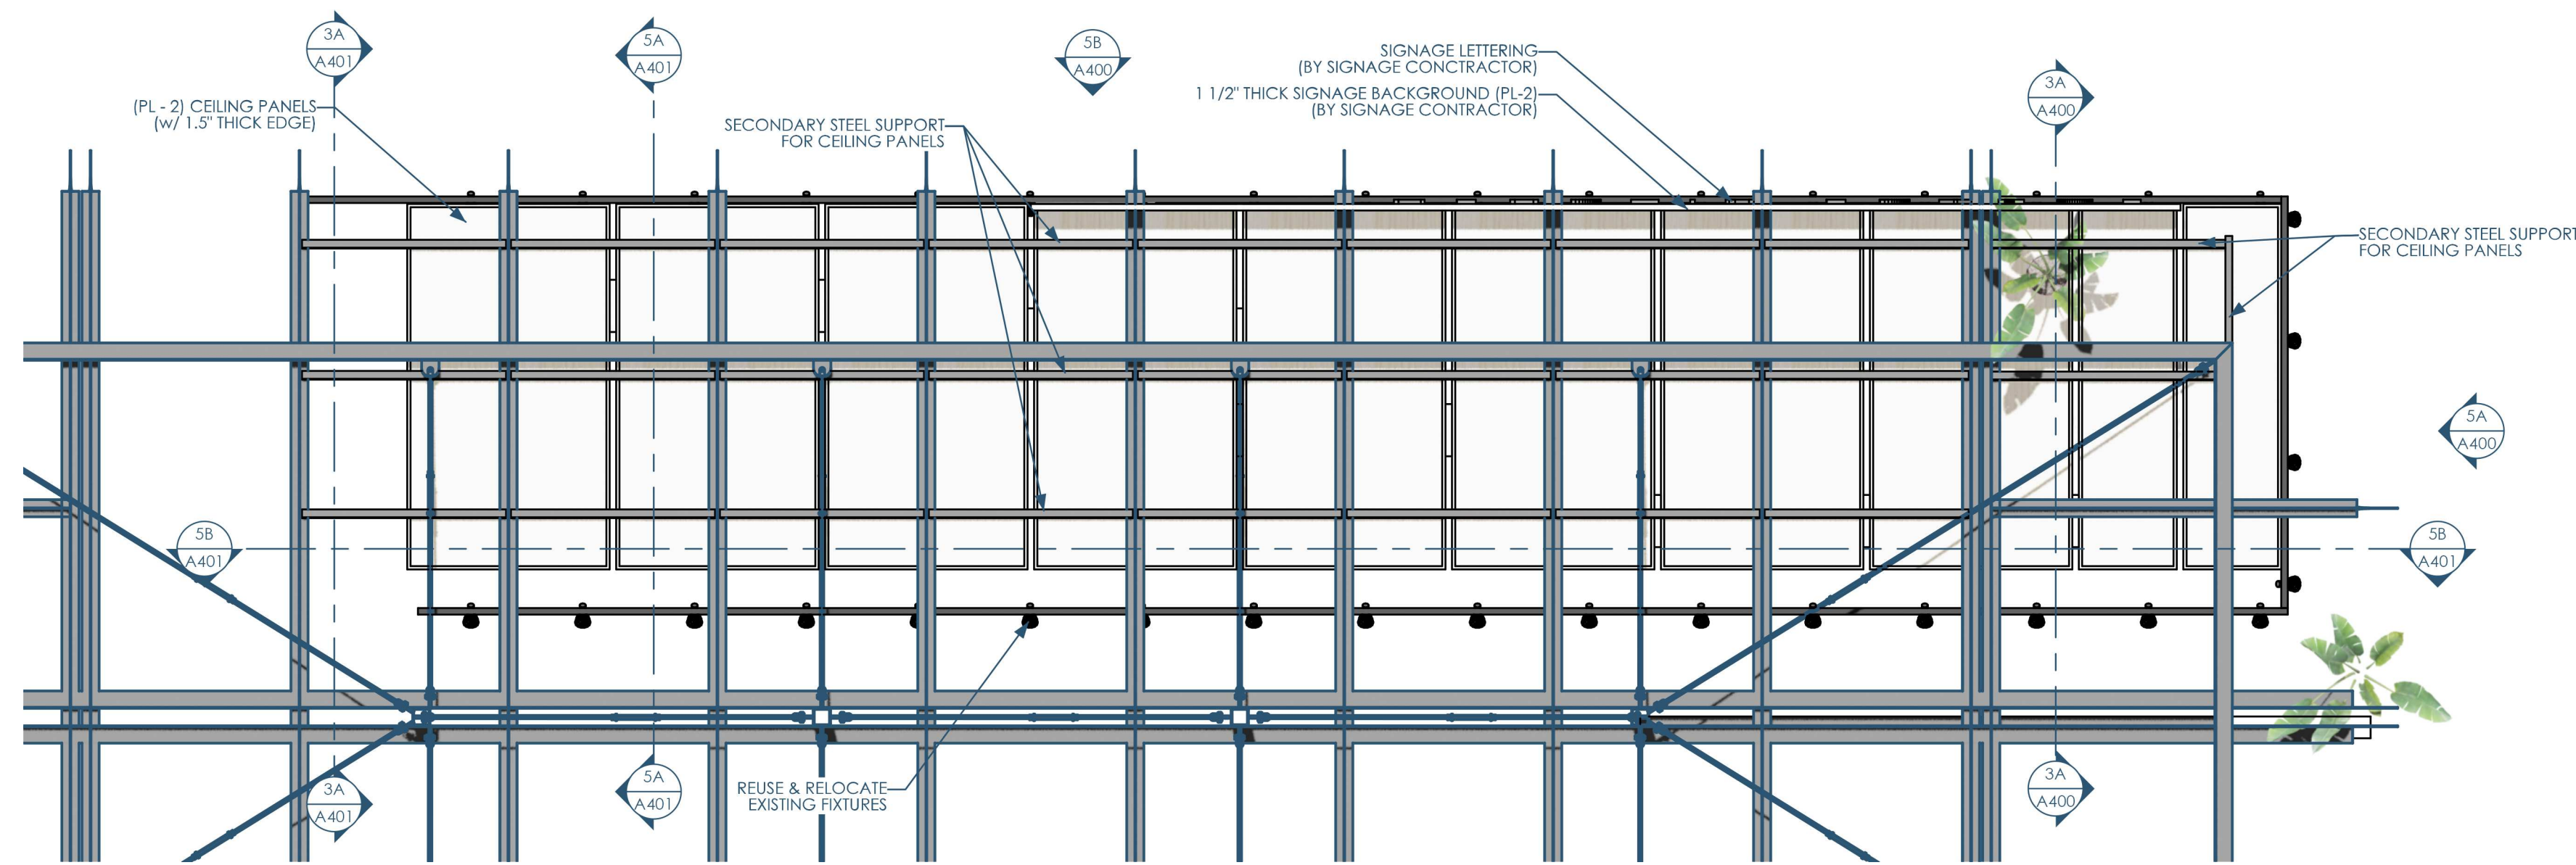 3A
A401
5A
A401
5B
A400
SIGNAGE LETTERING
(BY SIGNAGE CONCTRACTOR)
1 1/2" THICK SIGNAGE BACKGROUND (PL-2)
(BY SIGNAGE CONTRACTOR)
3A
A400
(PL - 2) CEILING PANELS
(w/ 1.5" THICK EDGE)
SECONDARY STEEL SUPPORT
FOR CEILING PANELS
SECONDARY STEEL SUPPORT
FOR CEILING PANELS
5A
A400
5B
A401
5B
A401
3A
A401
5A
A401
REUSE & RELOCATE
EXISTING FIXTURES
3A
A400